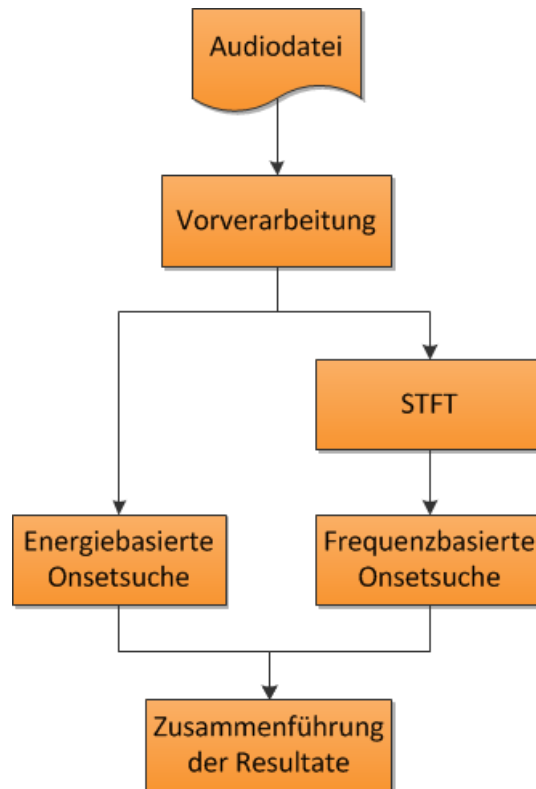 Audiodatei
Vorverarbeitung
STFT
Energiebasierte
Onsetsuche
Frequenzbasierte
Onsetsuche
Zusammenführung
der Resultate